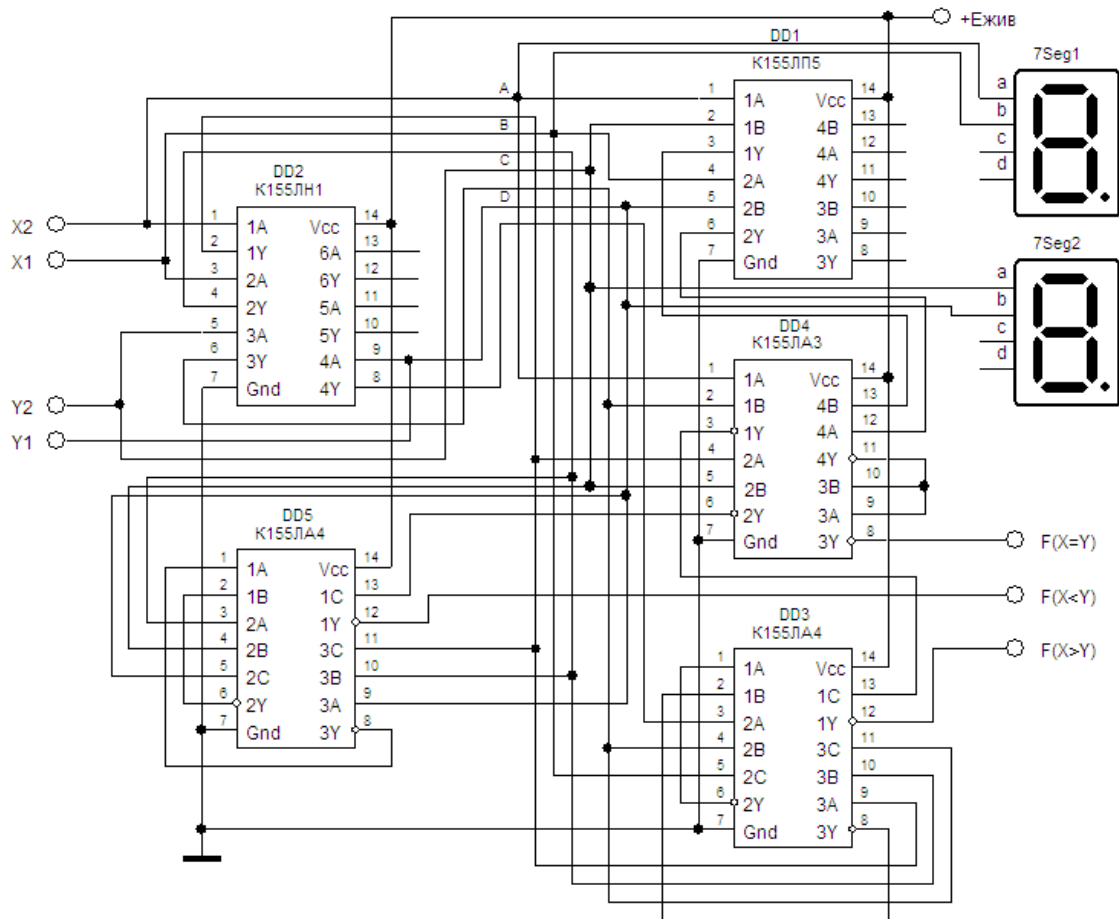 +Ежив
DD1
К155ЛП5
1 1A Vcc 14
2 1B 4B 13
3 1Y 4A 12
4 2A 4Y 11
5 2B 3B 10
6 2Y 3A 9
7 Gnd 3Y 8
7Seg1
a
b
c
d
A
B
C
D
DD2
К155ЛН1
1 1A Vcc 14
2 1Y 6A 13
3 2A 6Y 12
4 2Y 5A 11
5 3A 5Y 10
6 3Y 4A 9
7 Gnd 4Y 8
X2
X1
Y2
Y1
7Seg2
a
b
c
d
DD4
К155ЛА3
1 1A Vcc 14
2 1B 4B 13
3 1Y 4A 12
4 2A 4Y 11
5 2B 3B 10
6 2Y 3A 9
7 Gnd 3Y 8
F(X=Y)
F(X<Y)
F(X>Y)
DD5
К155ЛА4
1 1A Vcc 14
2 1B 1C 13
3 2A 1Y 12
4 2B 3C 11
5 2C 3B 10
6 2Y 3A 9
7 Gnd 3Y 8
DD3
К155ЛА4
1 1A Vcc 14
2 1B 1C 13
3 2A 1Y 12
4 2B 3C 11
5 2C 3B 10
6 2Y 3A 9
7 Gnd 3Y 8